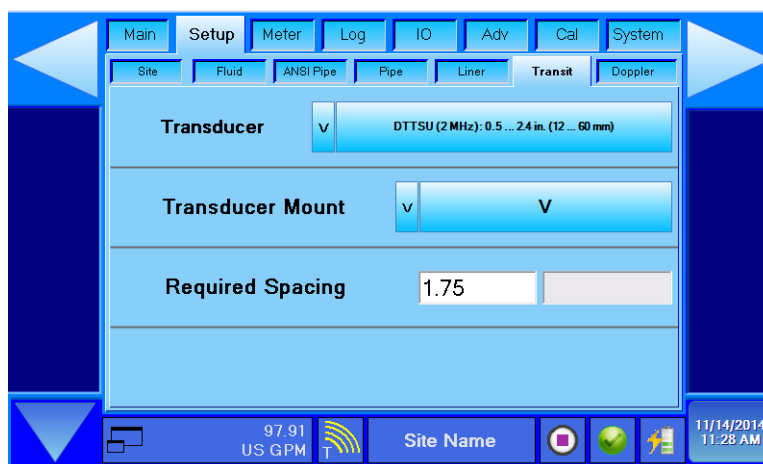 Main Setup Meter Log IO Adv Cal System
Site Fluid ANSI Pipe Pipe Liner Transit Doppler
Transducer v DTTSU (2 MHz): 0.5 ... 2.4 in. (12 ... 60 mm)
Transducer Mount v V
Required Spacing 1.75
97.91
US GPM T Site Name
11/14/2014
11:28 AM